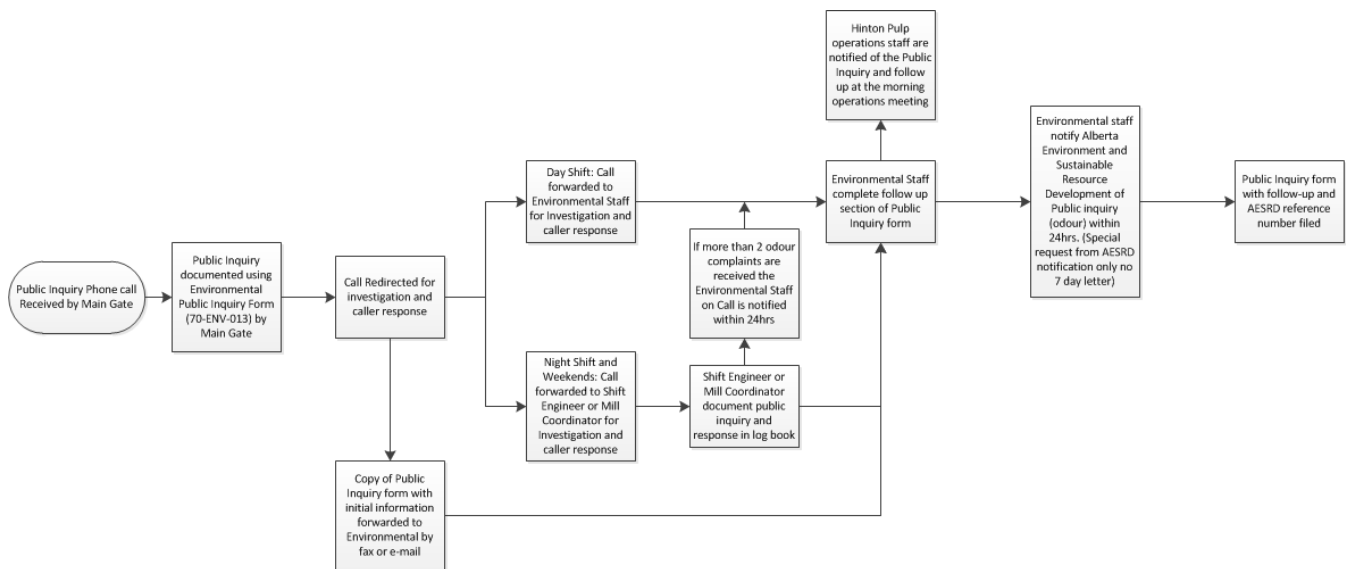 Public Inquiry Phone call
Received by Main Gate
Public Inquiry
documented using
Environmental
Public Inquiry Form
(70-ENV-013) by
Main Gate
Call Redirected for
investigation and
caller response
Copy of Public
Inquiry form with
initial information
forwarded to
Environmental by
fax or e-mail
Day Shift: Call
forwarded to
Environmental Staff
for Investigation and
caller response
Night Shift and
Weekends: Call
forwarded to Shift
Engineer or Mill
Coordinator for
Investigation and
caller response
If more than 2 odour
complaints are
received the
Environmental Staff
on Call is notified
within 24hrs
Shift Engineer or
Mill Coordinator
document public
inquiry and
response in log book
Hinton Pulp
operations staff are
notified of the Public
Inquiry and follow
up at the morning
operations meeting
Environmental Staff
complete follow up
section of Public
Inquiry form
Environmental staff
notify Alberta
Environment and
Sustainable
Resource
Development of
Public inquiry
(odour) within
24hrs. (Special
request from AESRD
notification only no
7 day letter)
Public Inquiry form
with follow-up and
AESRD reference
number filed